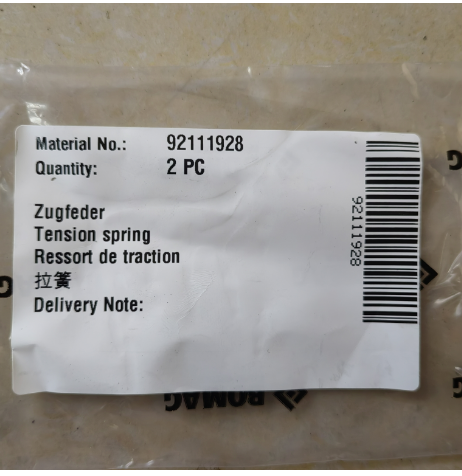 Material No.: 92111928
Quantity: 2 PC
Zugfeder
Tension spring
Ressort de traction
拉簧
Delivery Note:
92111928
BOMAG